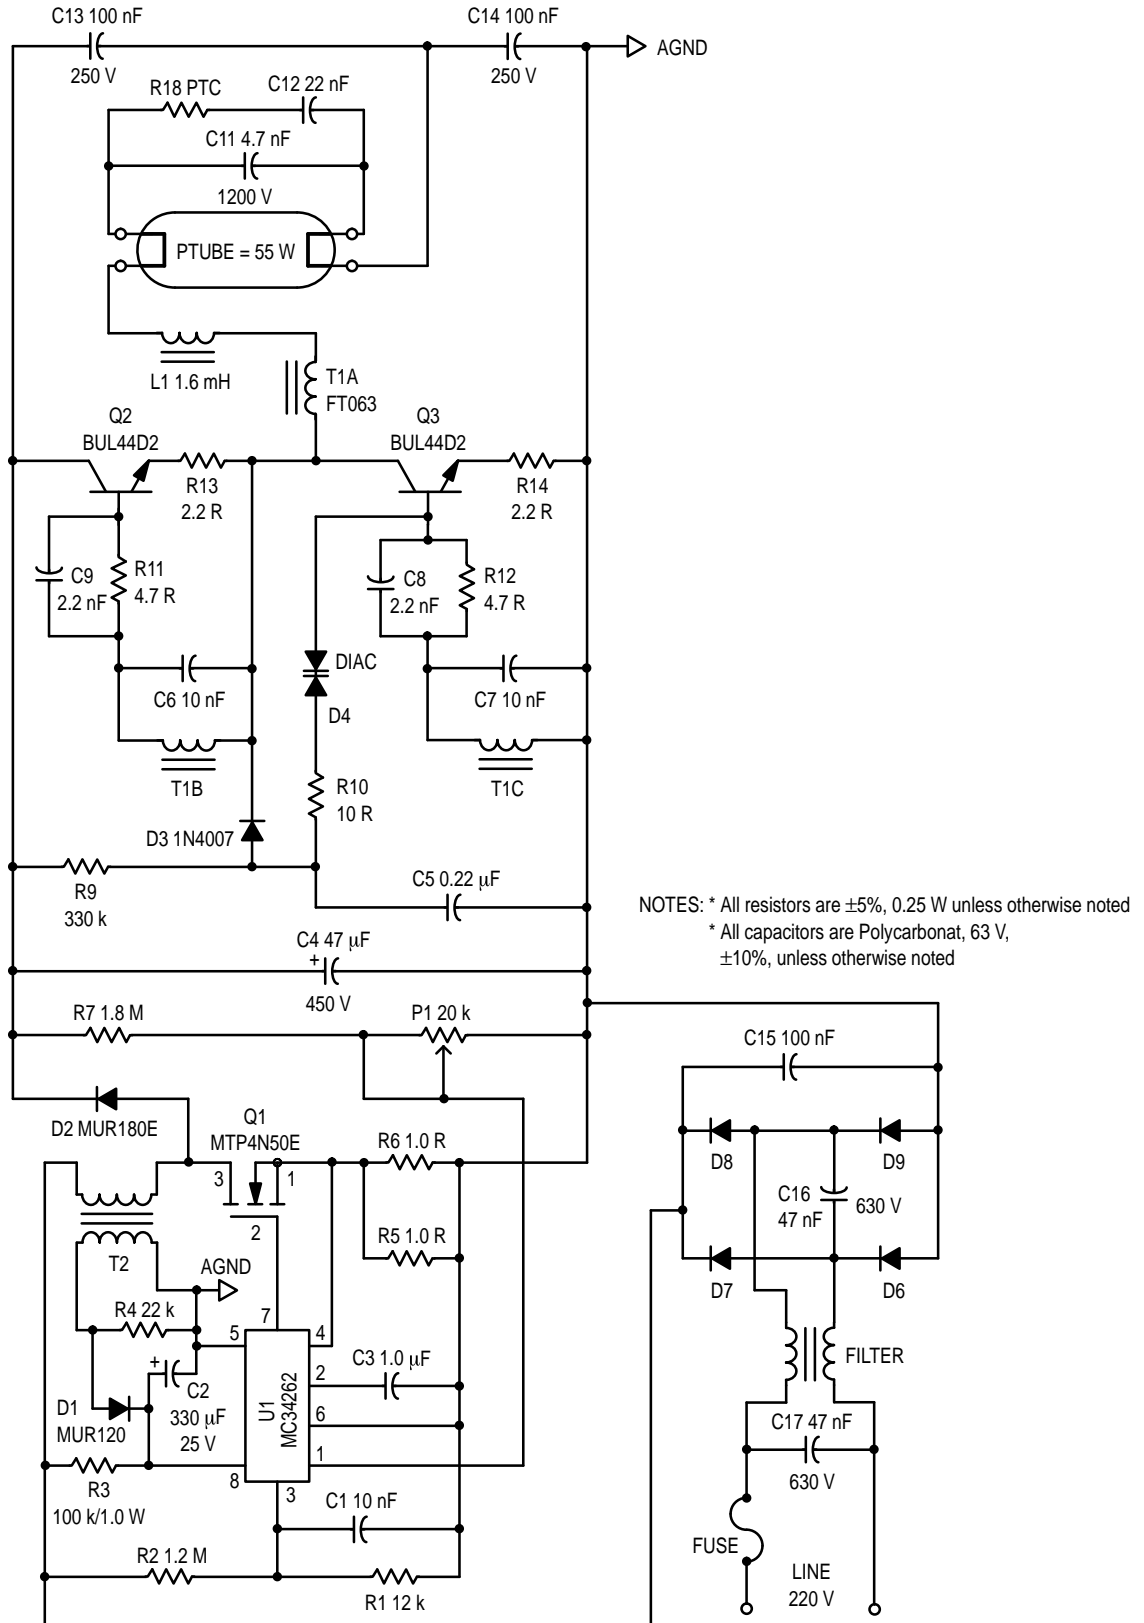 C13 100 nF
250 V
C14 100 nF
250 V
AGND
R18 PTC
C12 22 nF
C11 4.7 nF
1200 V
PTUBE = 55 W
L1 1.6 mH
T1A
FT063
Q2
BUL44D2
Q3
BUL44D2
R13
2.2 R
R14
2.2 R
C9
2.2 nF
R11
4.7 R
C8
2.2 nF
R12
4.7 R
DIAC
D4
C6 10 nF
C7 10 nF
T1B
T1C
R10
10 R
D3 1N4007
R9
330 k
C5 0.22 µF
NOTES: * All resistors are ±5%, 0.25 W unless otherwise noted
* All capacitors are Polycarbonat, 63 V,
±10%, unless otherwise noted
C4 47 µF
+
450 V
R7 1.8 M
P1 20 k
C15 100 nF
D2 MUR180E
Q1
MTP4N50E
3
1
2
R6 1.0 R
R5 1.0 R
D8
D9
C16
47 nF
630 V
D7
D6
T2
AGND
R4 22 k
7
5
4
FILTER
+
C2
330 µF
25 V
U1
MC34262
2
C3 1.0 µF
6
1
D1
MUR120
C17 47 nF
630 V
R3
100 k/1.0 W
8
3
C1 10 nF
FUSE
R2 1.2 M
R1 12 k
LINE
220 V